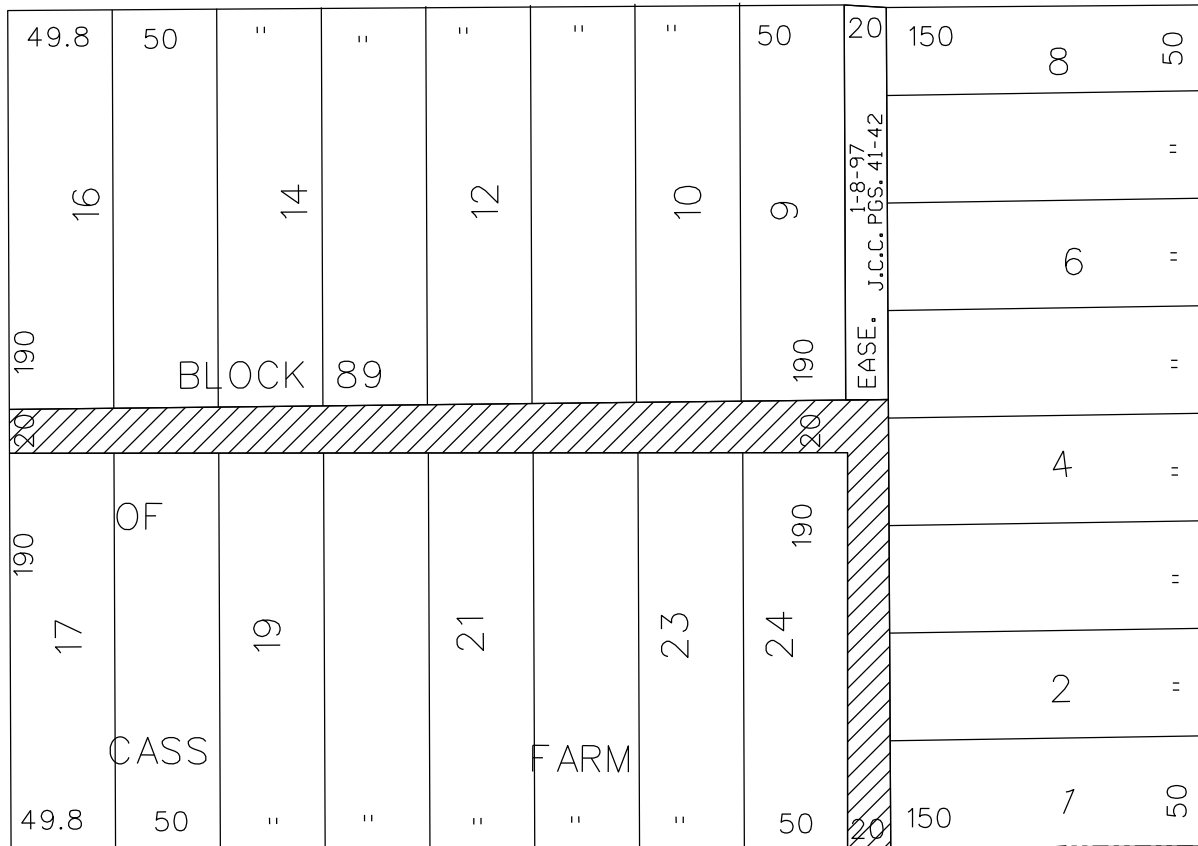 49.8 50 " " " " " 50 20 150 8 50
"
16 14 12 10 9
1-8-97
EASE. J.C.C. PGS. 41-42
6 "
190 190 "
BLOCK 89
20 20
4 "
OF
190 190
"
17 19 21 23 24
2 "
CASS FARM
49.8 50 " " " " " 50 20 150 1 50